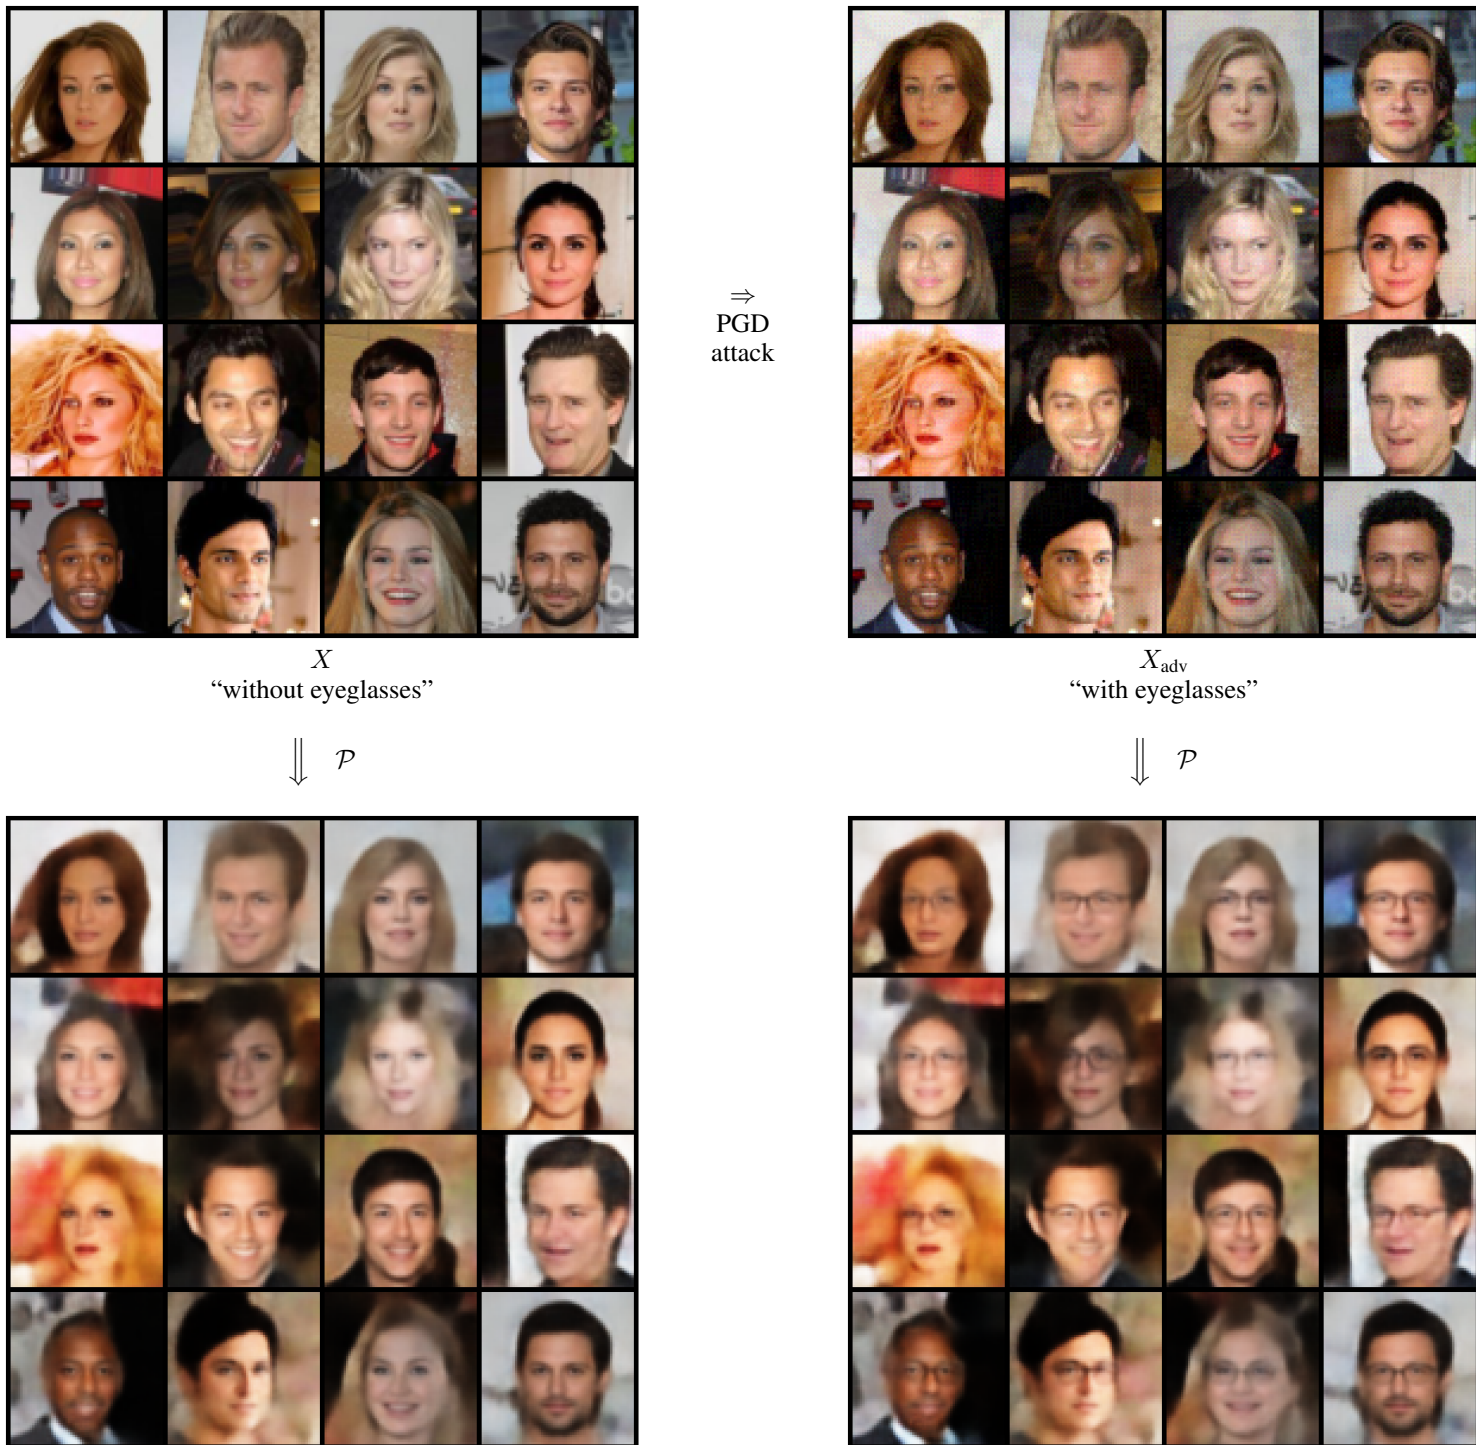 ⇒
PGD
attack
X
“without eyeglasses”
X_adv
“with eyeglasses”
⇓ 𝒫
⇓ 𝒫